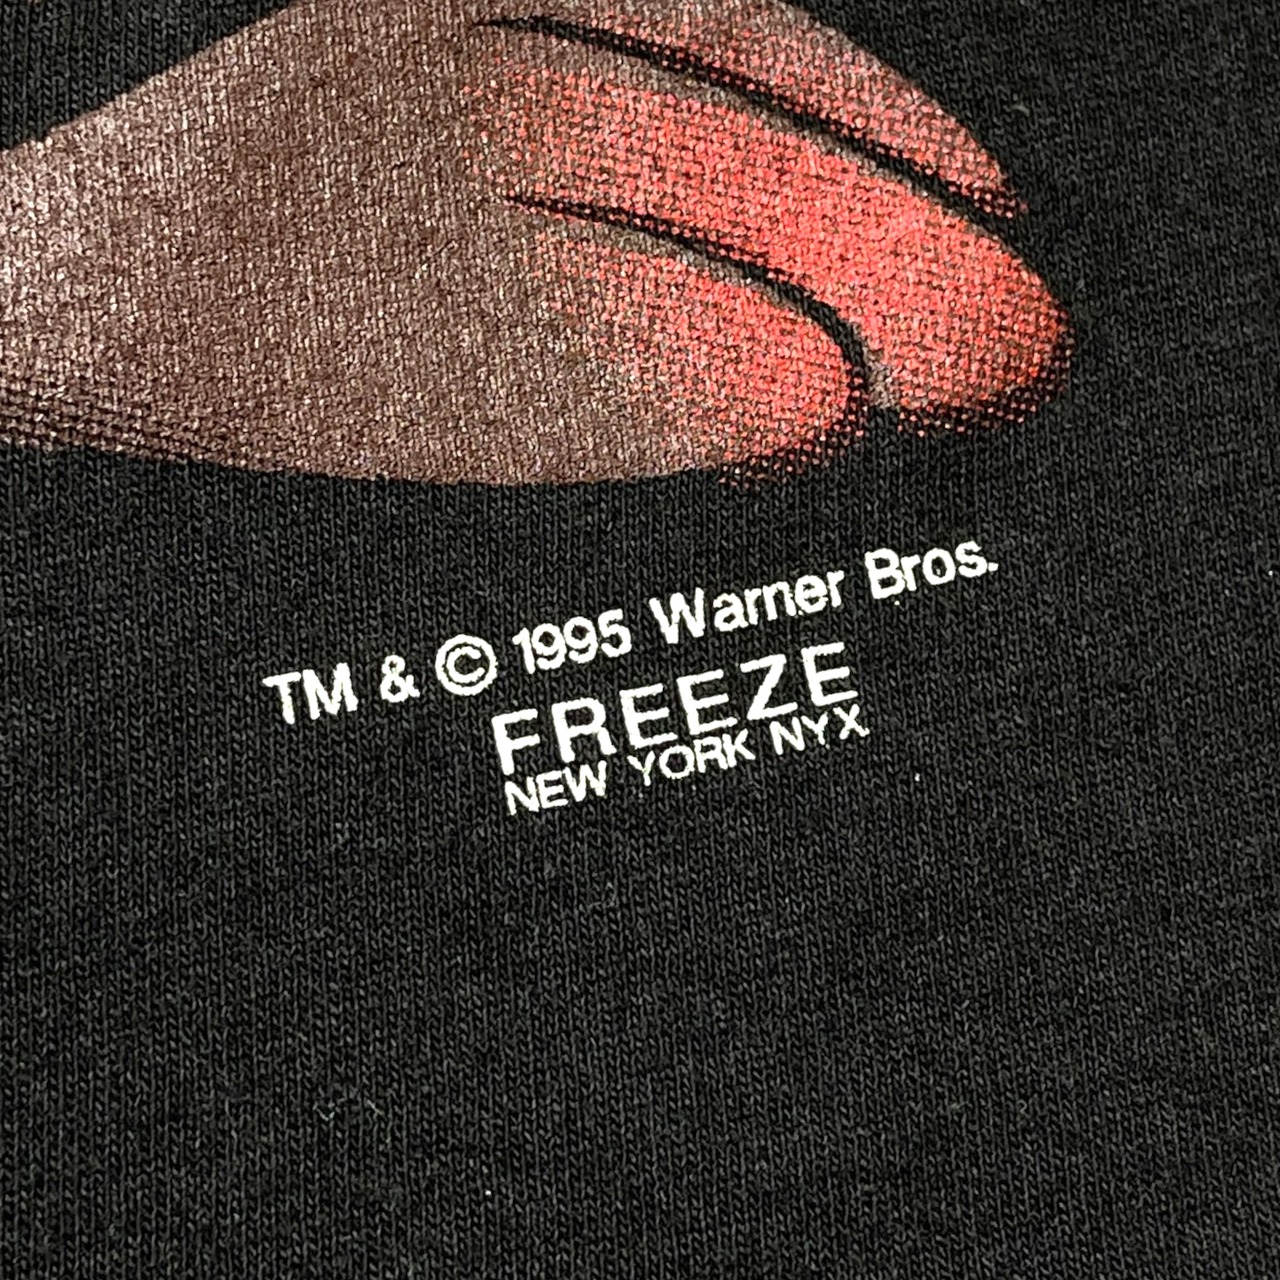 TM & © 1995 Warner Bros.
FREEZE
NEW YORK NYX